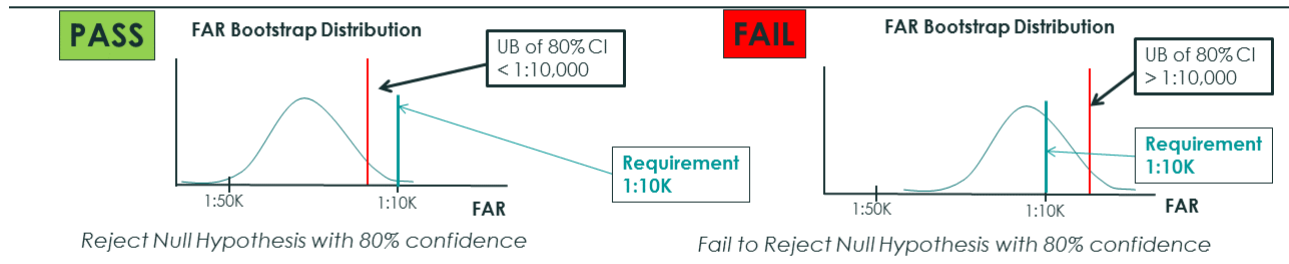 PASS
FAR Bootstrap Distribution
UB of 80% CI
< 1:10,000
Requirement
1:10K
1:50K
1:10K
FAR
Reject Null Hypothesis with 80% confidence
FAIL
FAR Bootstrap Distribution
UB of 80% CI
> 1:10,000
Requirement
1:10K
1:50K
1:10K
FAR
Fail to Reject Null Hypothesis with 80% confidence